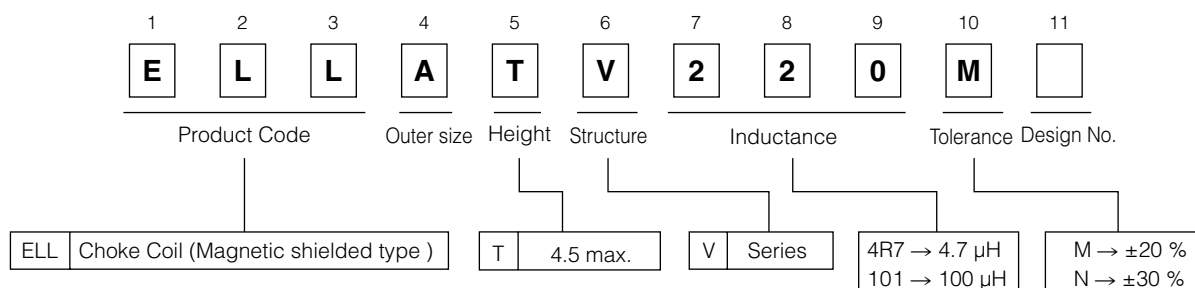 1 2 3 4 5 6 7 8 9 10 11
E L L A T V 2 2 0 M
Product Code Outer size Height Structure Inductance Tolerance Design No.
ELL Choke Coil (Magnetic shielded type )
T 4.5 max.
V Series
4R7 → 4.7 µH
101 → 100 µH
M → ±20 %
N → ±30 %